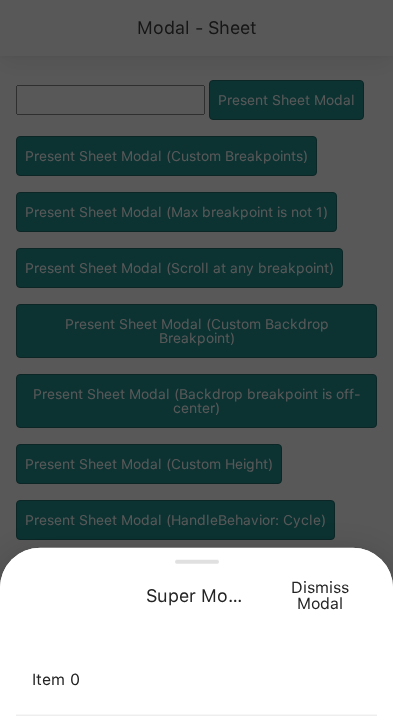 Modal - Sheet
Present Sheet Modal
Present Sheet Modal (Custom Breakpoints)
Present Sheet Modal (Max breakpoint is not 1)
Present Sheet Modal (Scroll at any breakpoint)
Present Sheet Modal (Custom Backdrop
Breakpoint)
Present Sheet Modal (Backdrop breakpoint is off-
center)
Present Sheet Modal (Custom Height)
Present Sheet Modal (HandleBehavior: Cycle)
Super Mo...
Dismiss
Modal
Item 0